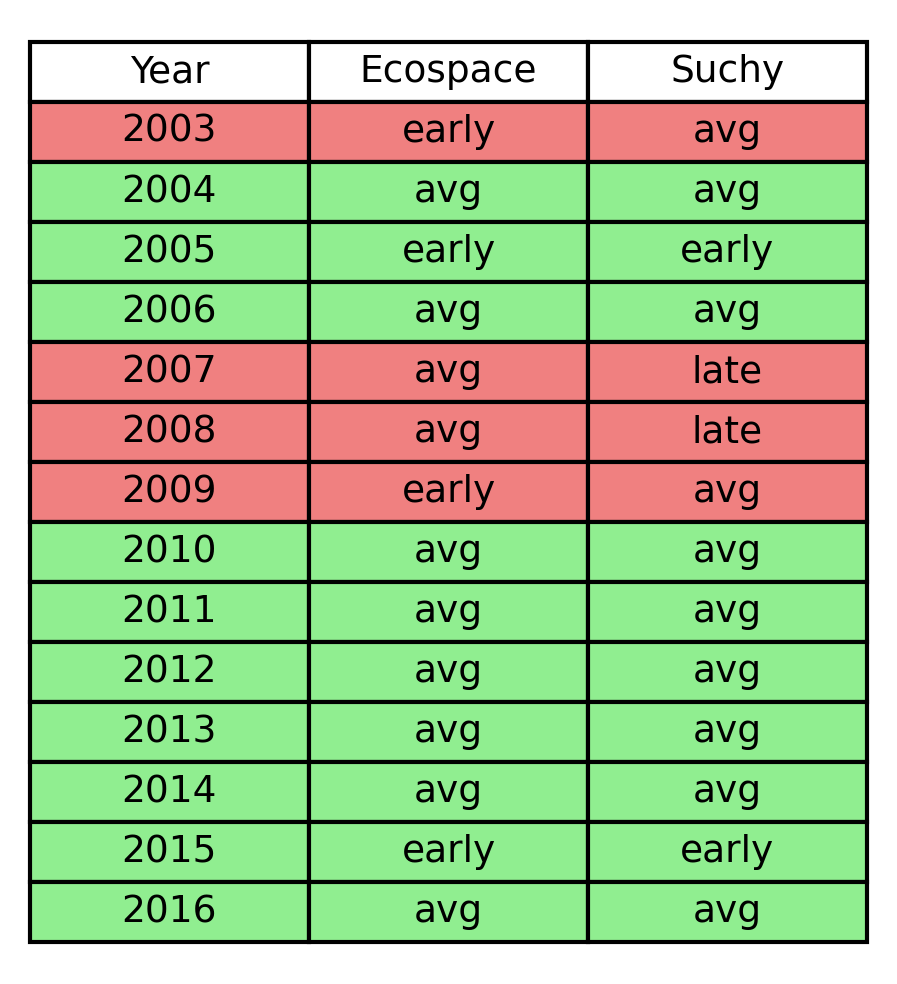 Year Ecospace Suchy
2003 early avg
2004 avg avg
2005 early early
2006 avg avg
2007 avg late
2008 avg late
2009 early avg
2010 avg avg
2011 avg avg
2012 avg avg
2013 avg avg
2014 avg avg
2015 early early
2016 avg avg